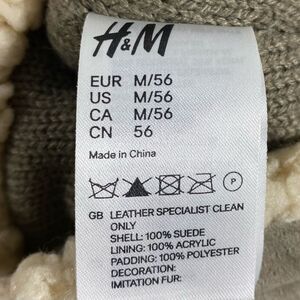 H&M
EUR M/56
US M/56
CA M/56
CN 56
Made in China
P
GB LEATHER SPECIALIST CLEAN
ONLY
SHELL: 100% SUEDE
LINING: 100% ACRYLIC
PADDING: 100% POLYESTER
DECORATION:
IMITATION FUR: